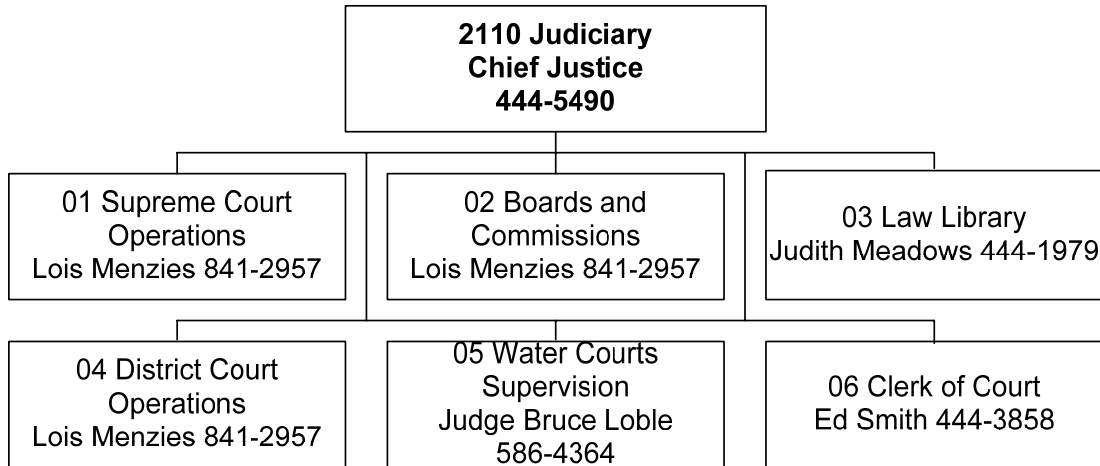 2110 Judiciary
Chief Justice
444-5490
01 Supreme Court
Operations
Lois Menzies 841-2957
02 Boards and
Commissions
Lois Menzies 841-2957
03 Law Library
Judith Meadows 444-1979
04 District Court
Operations
Lois Menzies 841-2957
05 Water Courts
Supervision
Judge Bruce Loble
586-4364
06 Clerk of Court
Ed Smith 444-3858